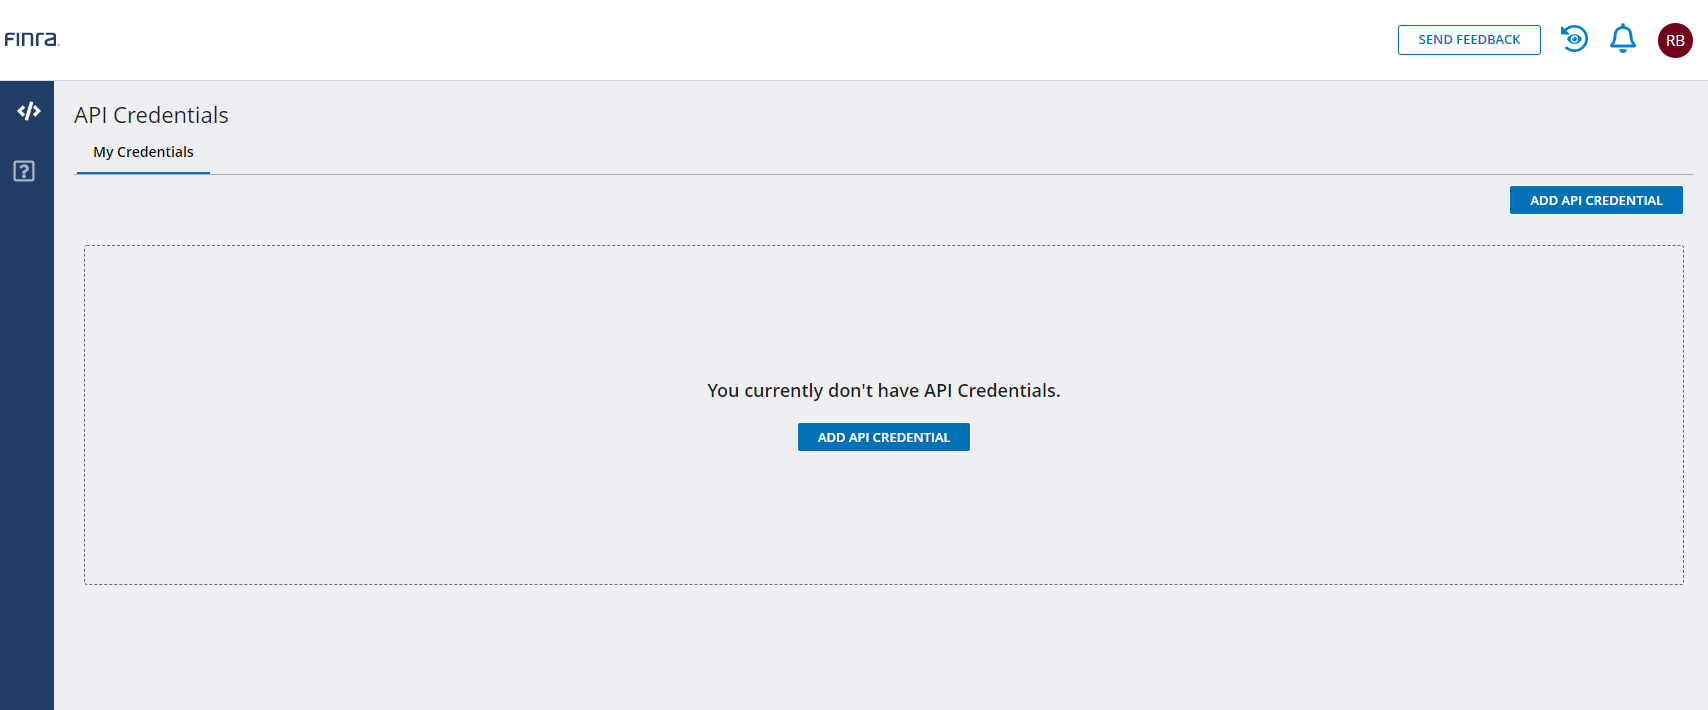 Finra
SEND FEEDBACK
RB
API Credentials
My Credentials
ADD API CREDENTIAL
You currently don't have API Credentials.
ADD API CREDENTIAL